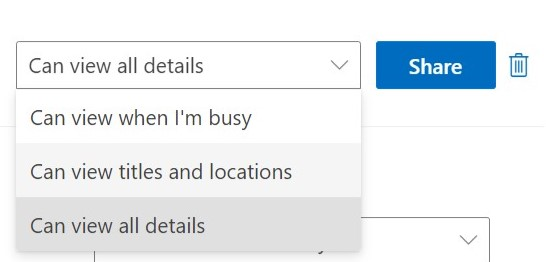 Can view all details
Share
Can view when I'm busy
Can view titles and locations
Can view all details